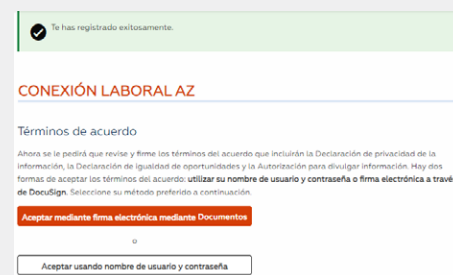 Te has registrado exitosamente.
CONEXIÓN LABORAL AZ
Términos de acuerdo
Ahora se le pedirá que revise y firme los términos del acuerdo que incluirán la Declaración de privacidad de la
información, la Declaración de igualdad de oportunidades y la Autorización para divulgar información. Hay dos
formas de aceptar los términos del acuerdo: utilizar su nombre de usuario y contraseña o firma electrónica a travé
de DocuSign. Seleccione su método preferido a continuación.
Aceptar mediante firma electrónica mediante Documentos
o
Aceptar usando nombre de usuario y contraseña